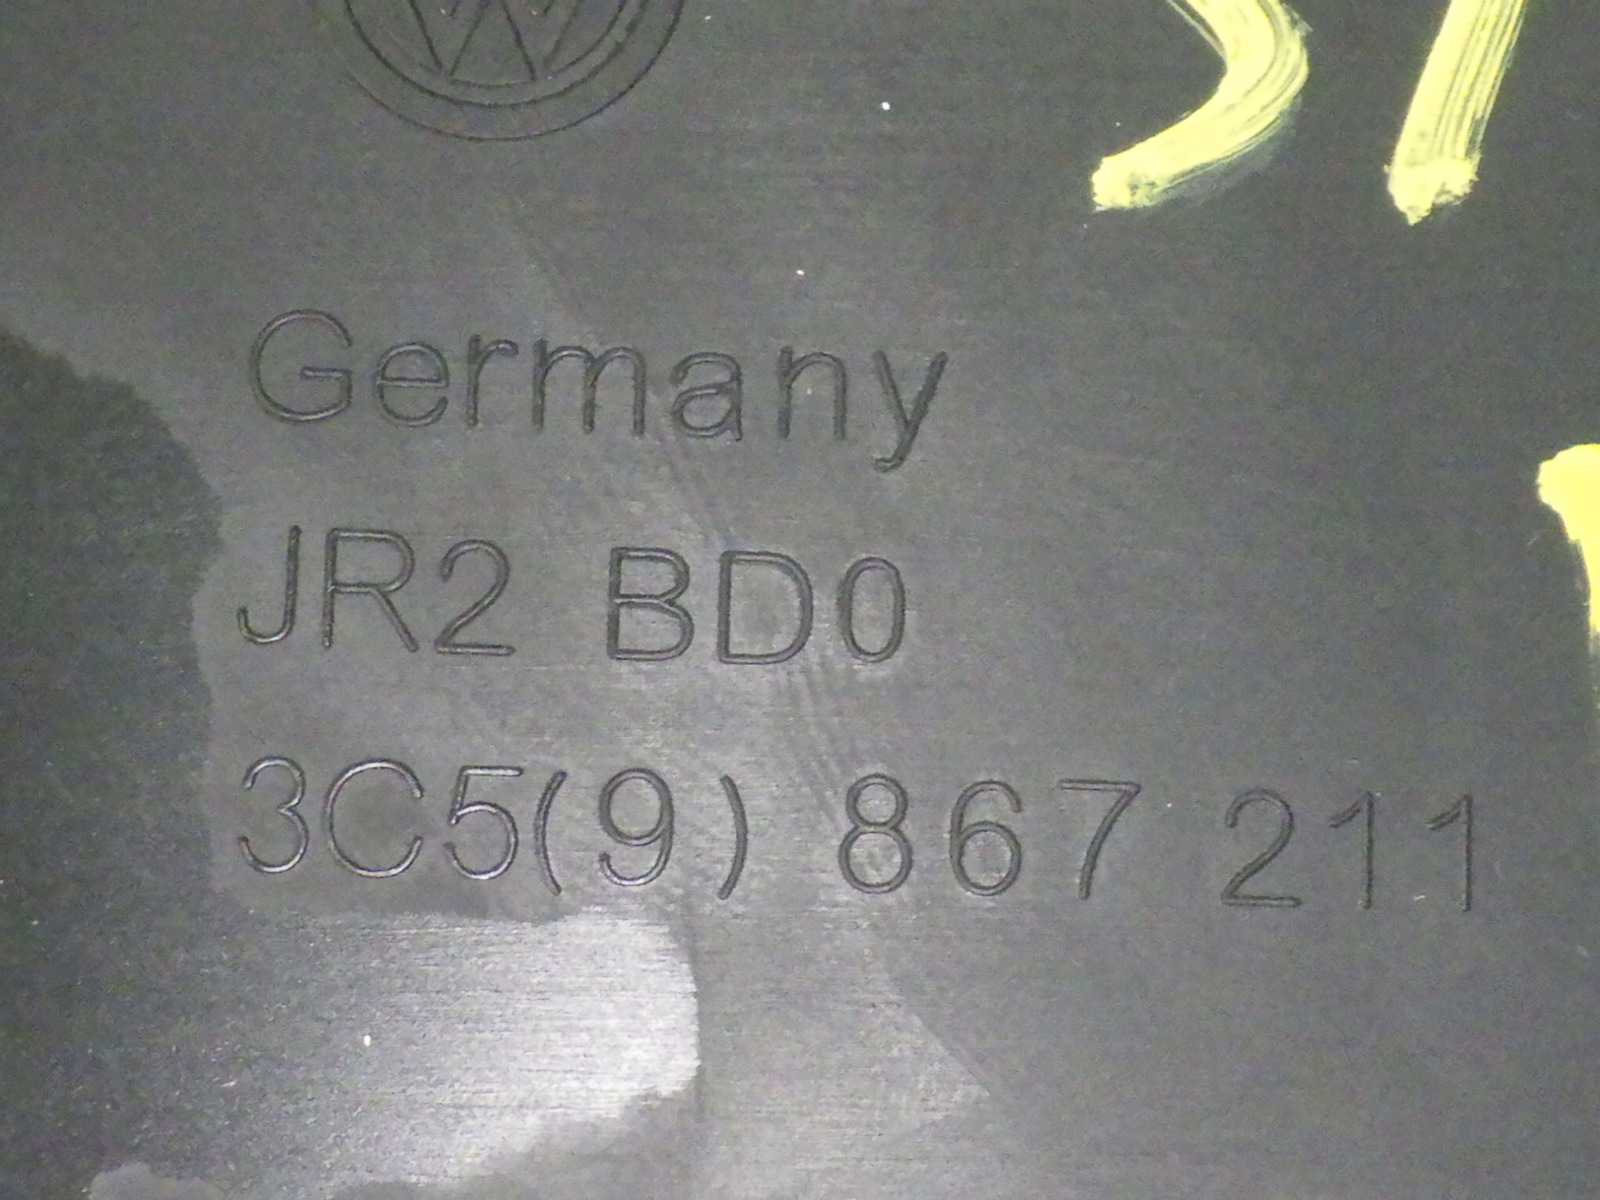 Germany
JR2 BD0
3C5(9) 867 211